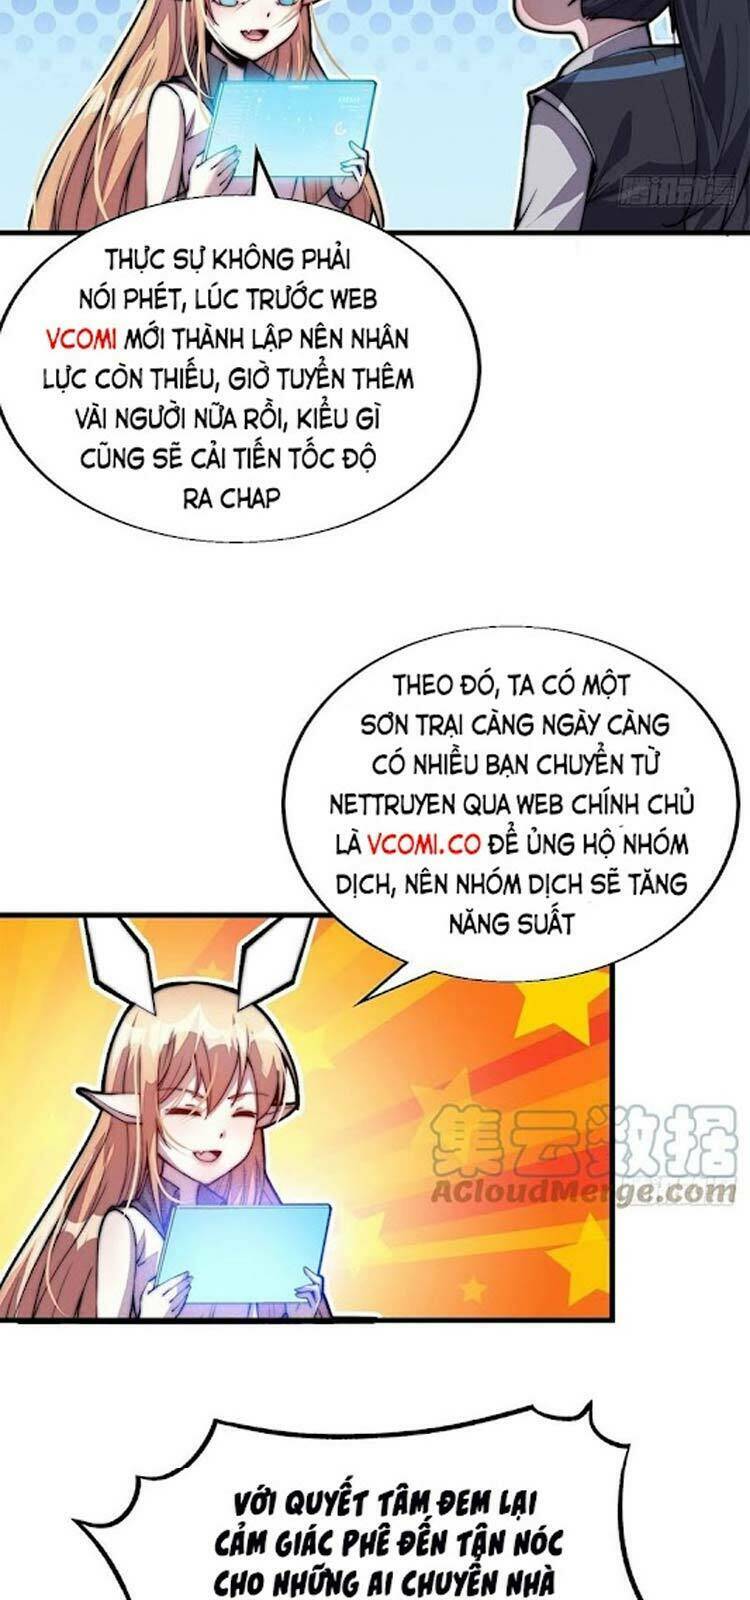 腾讯动漫
THỰC SỰ KHÔNG PHẢI
NÓI PHÉT, LÚC TRƯỚC WEB
VCOMI MỚI THÀNH LẬP NÊN NHÂN
LỰC CÒN THIẾU, GIỜ TUYỂN THÊM
VÀI NGƯỜI NỮA RỒI, KIỂU GÌ
CŨNG SẼ CẢI TIẾN TỐC ĐỘ
RA CHAP
THEO ĐÓ, TA CÓ MỘT
SƠN TRẠI CÀNG NGÀY CÀNG
CÓ NHIỀU BẠN CHUYỂN TỪ
NETTRUYEN QUA WEB CHÍNH CHỦ
LÀ VCOMI.CO ĐỂ ỦNG HỘ NHÓM
DỊCH, NÊN NHÓM DỊCH SẼ TĂNG
NĂNG SUẤT
集云数据
ACloudMerge.com
VỚI QUYẾT TÂM ĐEM LẠI
CẢM GIÁC PHÊ ĐẾN TẬN NÓC
CHO NHỮNG AI CHUYỂN NHÀ